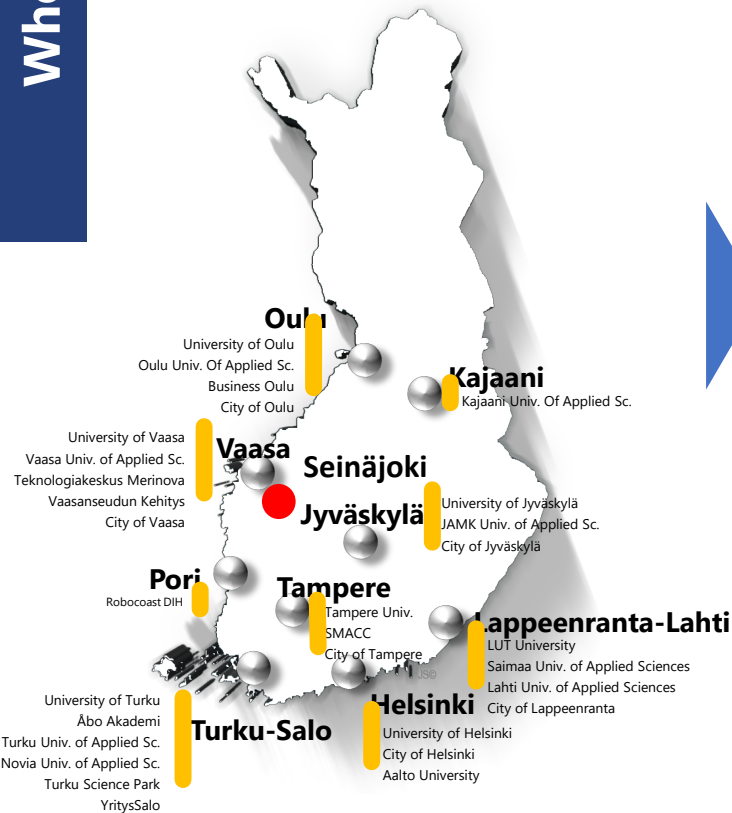 Whe
Oulu
University of Oulu
Oulu Univ. Of Applied Sc.
Business Oulu
City of Oulu
Kajaani
Kajaani Univ. Of Applied Sc.
Vaasa
University of Vaasa
Vaasa Univ. of Applied Sc.
Teknologiakeskus Merinova
Vaasanseudun Kehitys
City of Vaasa
Seinäjoki
Jyväskylä
University of Jyväskylä
JAMK Univ. of Applied Sc.
City of Jyväskylä
Pori
Robocoast DIH
Tampere
Tampere Univ.
SMACC
City of Tampere
Lappeenranta-Lahti
LUT University
Saimaa Univ. of Applied Sciences
Lahti Univ. of Applied Sciences
City of Lappeenranta
Turku-Salo
University of Turku
Åbo Akademi
Turku Univ. of Applied Sc.
Novia Univ. of Applied Sc.
Turku Science Park
YritysSalo
Helsinki
University of Helsinki
City of Helsinki
Aalto University